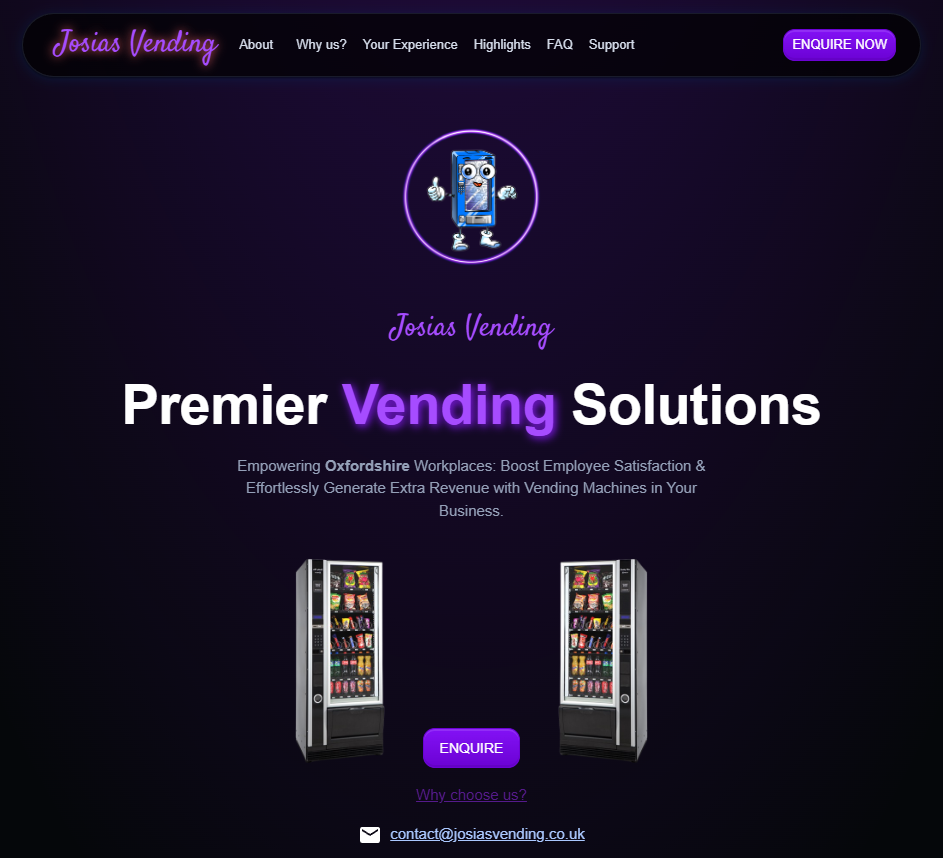 Josias Vending About Why us? Your Experience Highlights FAQ Support ENQUIRE NOW
Josias Vending
Premier Vending Solutions
Empowering Oxfordshire Workplaces: Boost Employee Satisfaction &
Effortlessly Generate Extra Revenue with Vending Machines in Your
Business.
ENQUIRE
Why choose us?
contact@josiasvending.co.uk